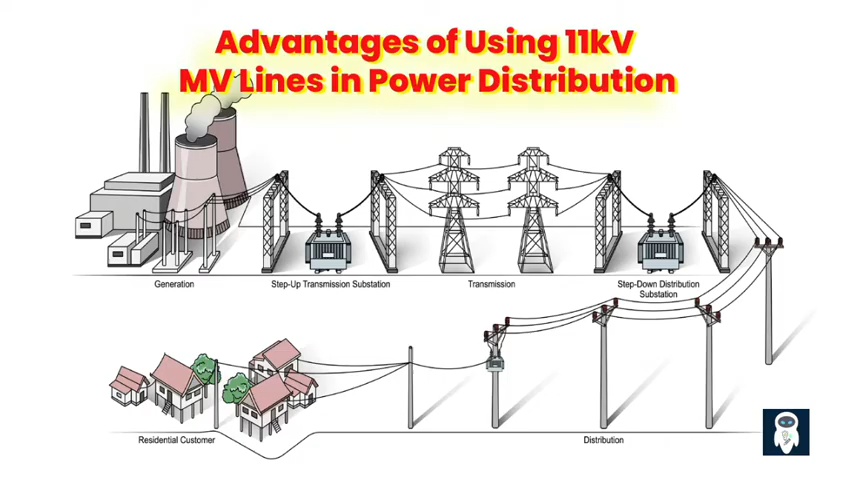 Advantages of Using 11kV
MV Lines in Power Distribution
Generation
Step-Up Transmission Substation
Transmission
Step-Down Distribution
Substation
Residential Customer
Distribution